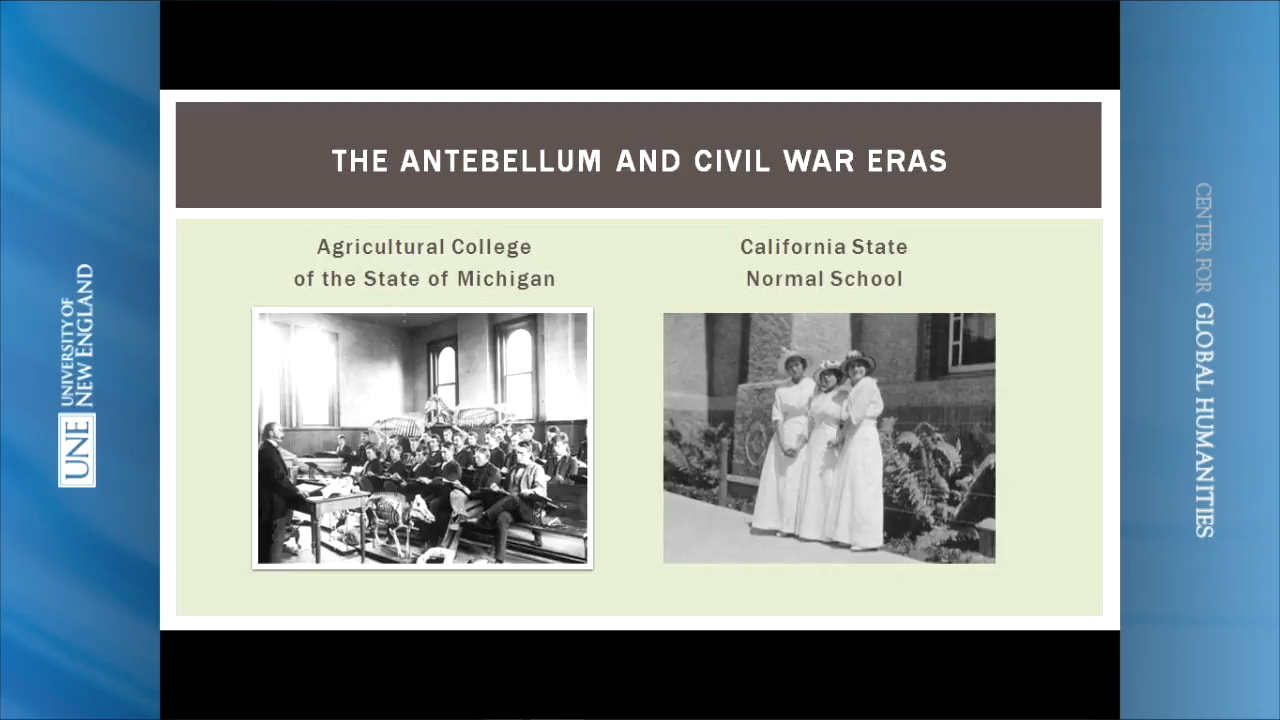 THE ANTEBELLUM AND CIVIL WAR ERAS
Agricultural College
of the State of Michigan
California State
Normal School
UNE
UNIVERSITY OF
NEW ENGLAND
CENTER FOR GLOBAL HUMANITIES